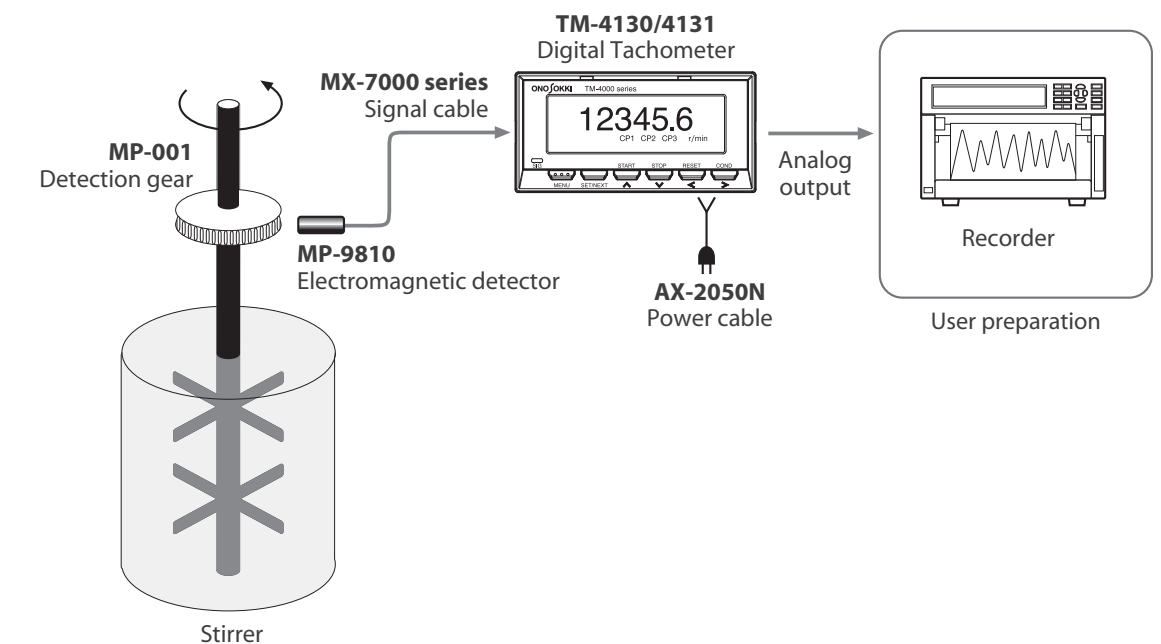 TM-4130/4131
Digital Tachometer
MX-7000 series
Signal cable
ONO SOKKI TM-4000 series
12345.6
CP1 CP2 CP3 r/min
SIG
START STOP RESET COND
MENU SET/NEXT
MP-001
Detection gear
MP-9810
Electromagnetic detector
Analog
output
AX-2050N
Power cable
Recorder
User preparation
Stirrer